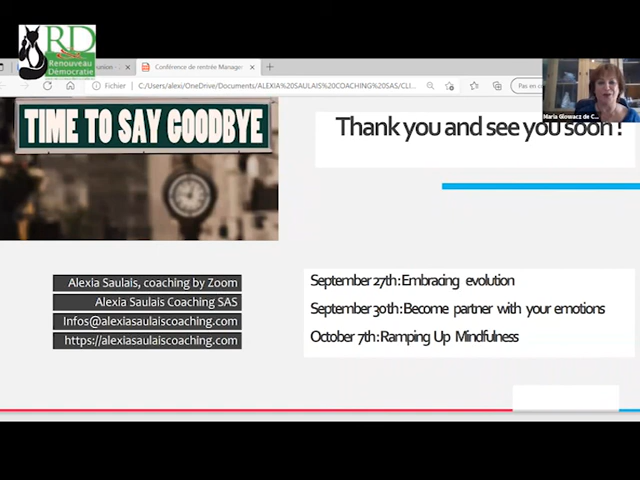 RD
Renouveau
Démocratie
union
Conférence de rentrée Manager
Fichier
C:/Users/alexi/OneDrive/Documents/ALEXIA%20SAULAIS%20COACHING%20SAS/CLI
Maria Glowacz de C...
TIME TO SAY GOODBYE
Thank you and see you soon !
Alexia Saulais, coaching by Zoom
Alexia Saulais Coaching SAS
Infos@alexiasaulaiscoaching.com
https://alexiasaulaiscoaching.com
September 27th: Embracing evolution
September 30th: Become partner with your emotions
October 7th: Ramping Up Mindfulness